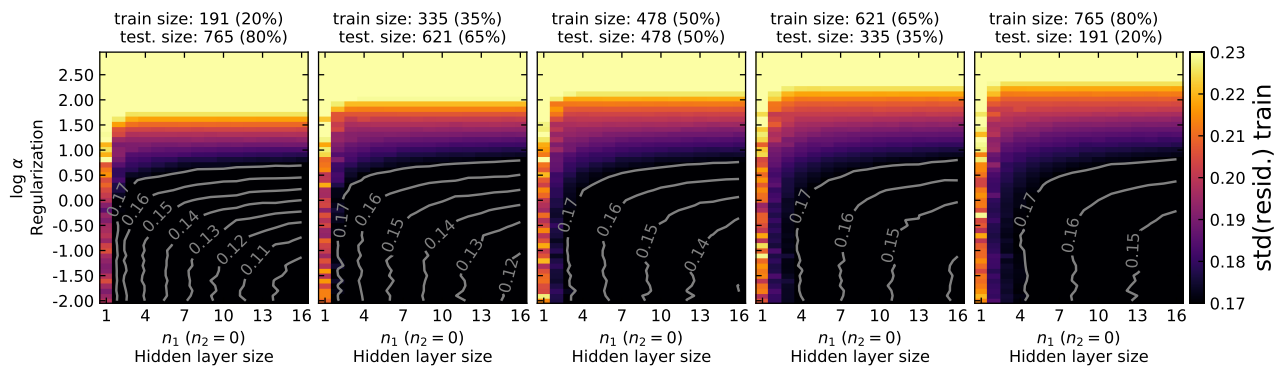 train size: 191 (20%)
test. size: 765 (80%)
train size: 335 (35%)
test. size: 621 (65%)
train size: 478 (50%)
test. size: 478 (50%)
train size: 621 (65%)
test. size: 335 (35%)
train size: 765 (80%)
test. size: 191 (20%)
log α
Regularization
2.50
2.00
1.50
1.00
0.50
0.00
-0.50
-1.00
-1.50
-2.00
0.17
0.16
0.15
0.14
0.13
0.12
0.11
1 4 7 10 13 16
n₁ (n₂ = 0)
Hidden layer size
0.17
0.16
0.15
0.14
0.13
0.12
1 4 7 10 13 16
n₁ (n₂ = 0)
Hidden layer size
0.17
0.16
0.15
0.14
1 4 7 10 13 16
n₁ (n₂ = 0)
Hidden layer size
0.17
0.16
0.15
1 4 7 10 13 16
n₁ (n₂ = 0)
Hidden layer size
0.17
0.16
0.15
1 4 7 10 13 16
n₁ (n₂ = 0)
Hidden layer size
0.23
0.22
0.21
0.20
0.19
0.18
0.17
std(resid.) train